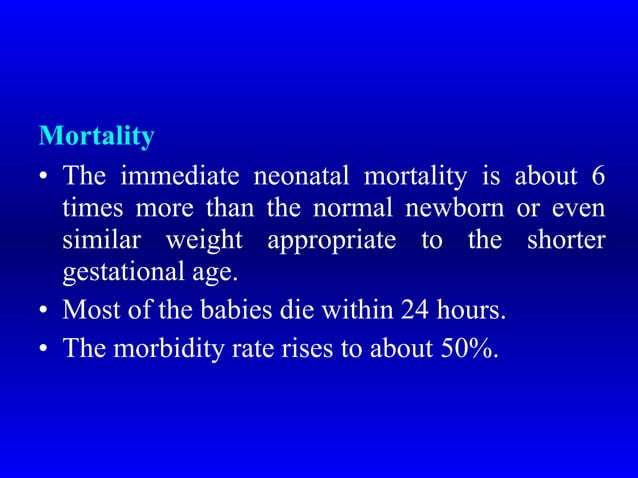 Mortality
• The immediate neonatal mortality is about 6
times more than the normal newborn or even
similar weight appropriate to the shorter
gestational age.
• Most of the babies die within 24 hours.
• The morbidity rate rises to about 50%.